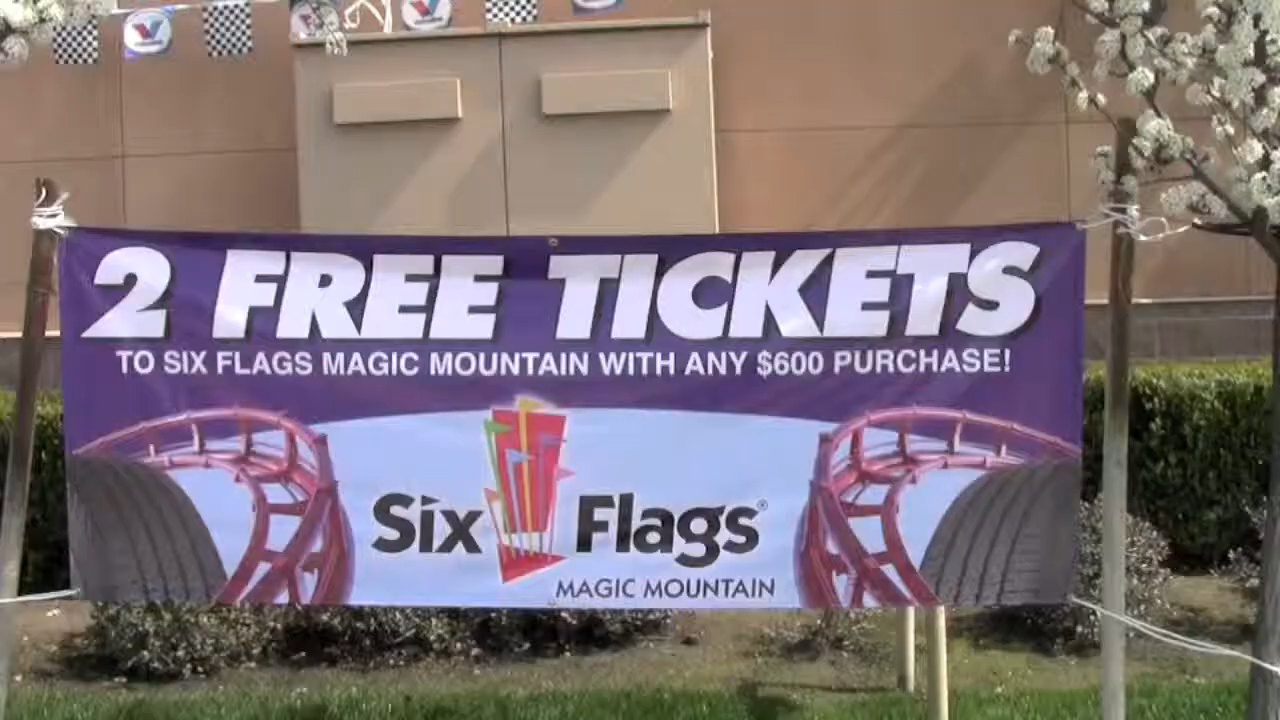 2 FREE TICKETS
TO SIX FLAGS MAGIC MOUNTAIN WITH ANY $600 PURCHASE!
Six Flags®
MAGIC MOUNTAIN